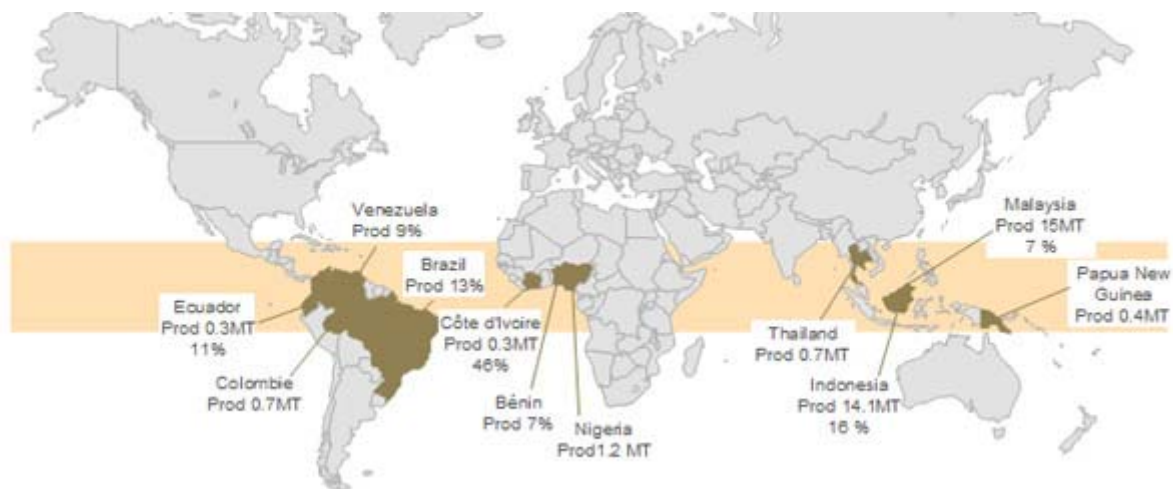 Venezuela
Prod 9%
Brazil
Prod 13%
Ecuador
Prod 0.3MT
11%
Colombie
Prod 0.7MT
Côte d'Ivoire
Prod 0.3MT
46%
Bénin
Prod 7%
Nigeria
Prod1.2 MT
Malaysia
Prod 15MT
7 %
Thailand
Prod 0.7MT
Indonesia
Prod 14.1MT
16 %
Papua New
Guinea
Prod 0.4MT